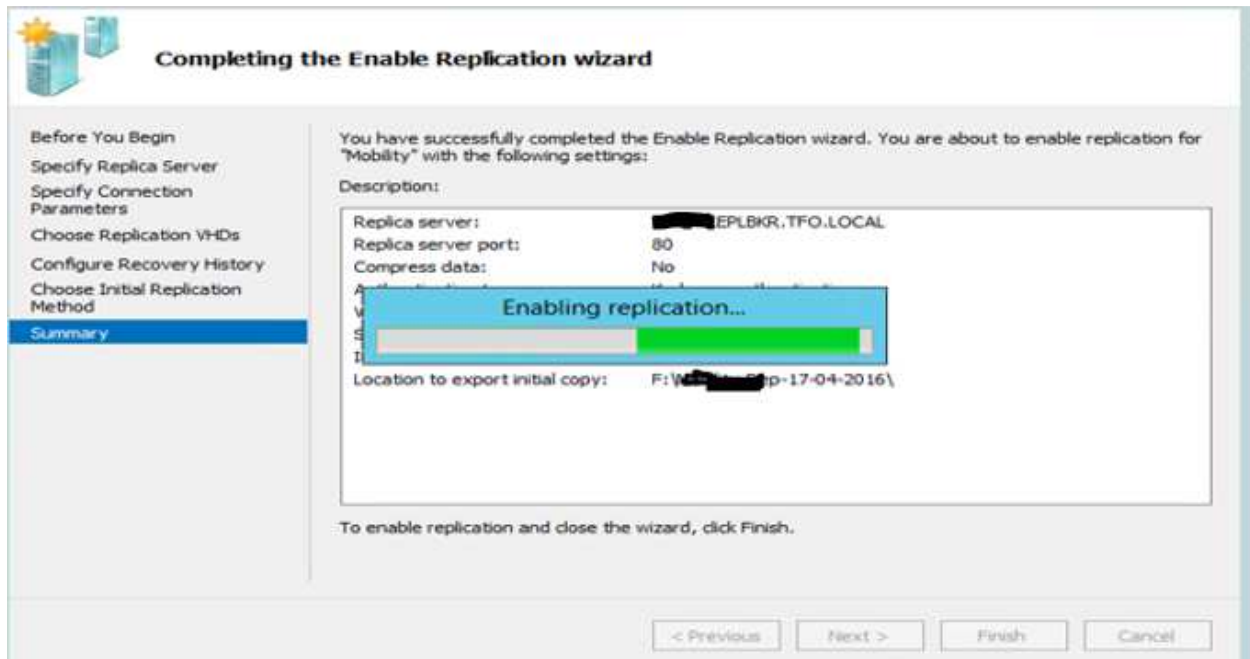 Completing the Enable Replication wizard
Before You Begin
Specify Replica Server
Specify Connection
Parameters
Choose Replication VHDs
Configure Recovery History
Choose Initial Replication
Method
Summary
You have successfully completed the Enable Replication wizard. You are about to enable replication for
"Mobility" with the following settings:
Description:
Replica server: EPLBKR.TFO.LOCAL
Replica server port: 80
Compress data: No
Enabling replication...
Location to export initial copy: F:\ p-17-04-2016\
To enable replication and close the wizard, click Finish.
< Previous Next > Finish Cancel